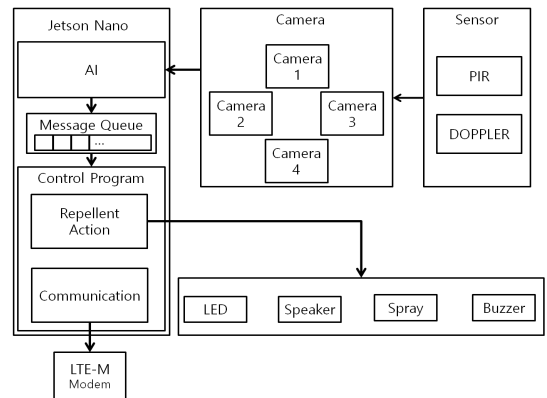 Jetson Nano
AI
Message Queue
...
Control Program
Repellent
Action
Communication
LTE-M
Modem
Camera
Camera
1
Camera
2
Camera
3
Camera
4
Sensor
PIR
DOPPLER
LED
Speaker
Spray
Buzzer